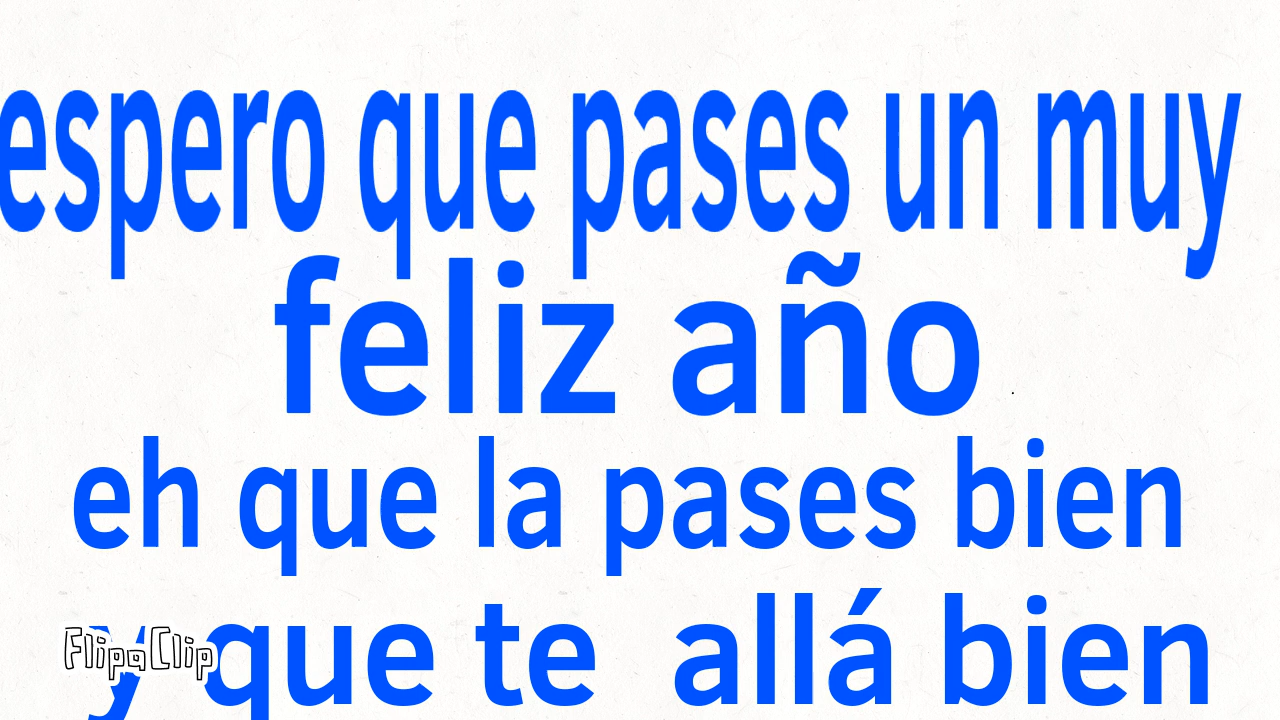 espero que pases un muy
feliz año
eh que la pases bien
y que te allá bien
FlipaClip